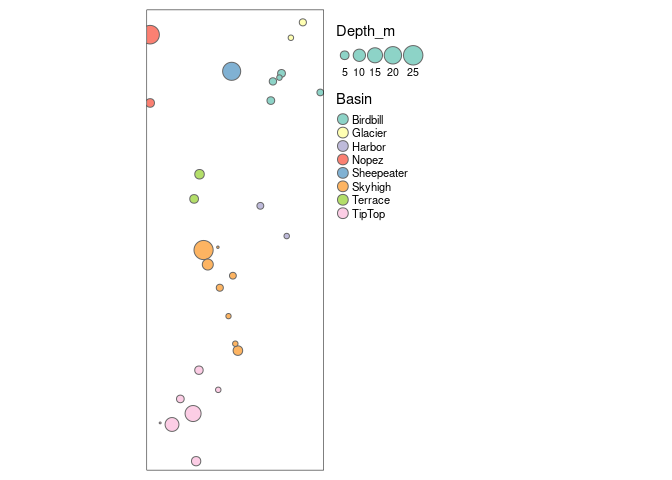 Depth_m
5 10 15 20 25
Basin
Birdbill
Glacier
Harbor
Nopez
Sheepeater
Skyhigh
Terrace
TipTop